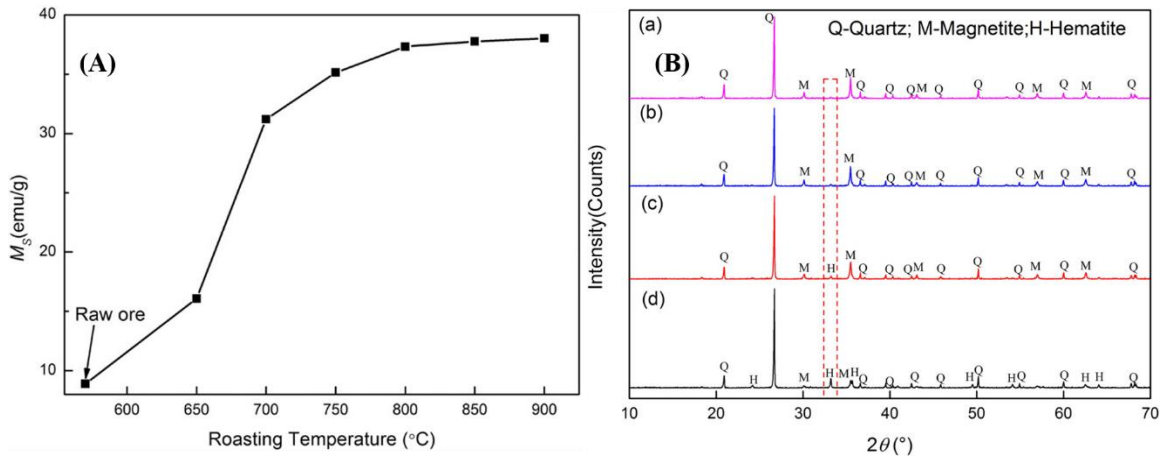 (A)
40
30
20
10
M_S(emu/g)
Raw ore
600 650 700 750 800 850 900
Roasting Temperature (°C)
(B)
Q-Quartz; M-Magnetite;H-Hematite
Intensity(Counts)
(a)
Q Q M M Q Q Q M Q Q Q M Q M Q
(b)
Q M M Q Q Q M Q Q Q M Q M Q
(c)
Q M H M Q Q Q M Q Q Q M Q M Q
(d)
Q H M H M H Q Q Q Q H Q H Q Q H H Q
10 20 30 40 50 60 70
2θ(°)